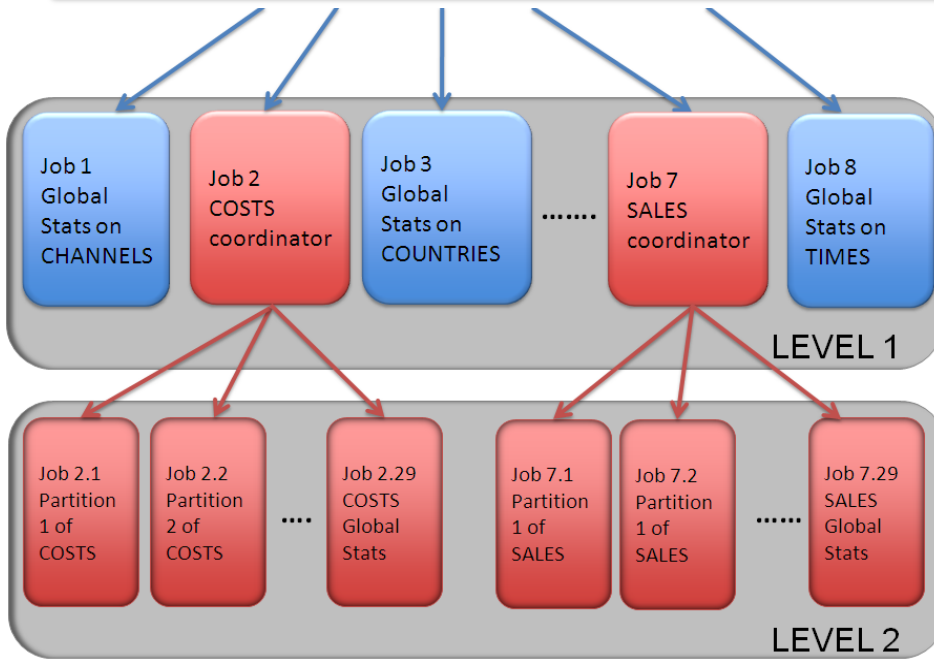 Job 1
Global
Stats on
CHANNELS
Job 2
COSTS
coordinator
Job 3
Global
Stats on
COUNTRIES
.......
Job 7
SALES
coordinator
Job 8
Global
Stats on
TIMES
LEVEL 1
Job 2.1
Partition
1 of
COSTS
Job 2.2
Partition
2 of
COSTS
....
Job 2.29
COSTS
Global
Stats
Job 7.1
Partition
1 of
SALES
Job 7.2
Partition
1 of
SALES
......
Job 7.29
SALES
Global
Stats
LEVEL 2